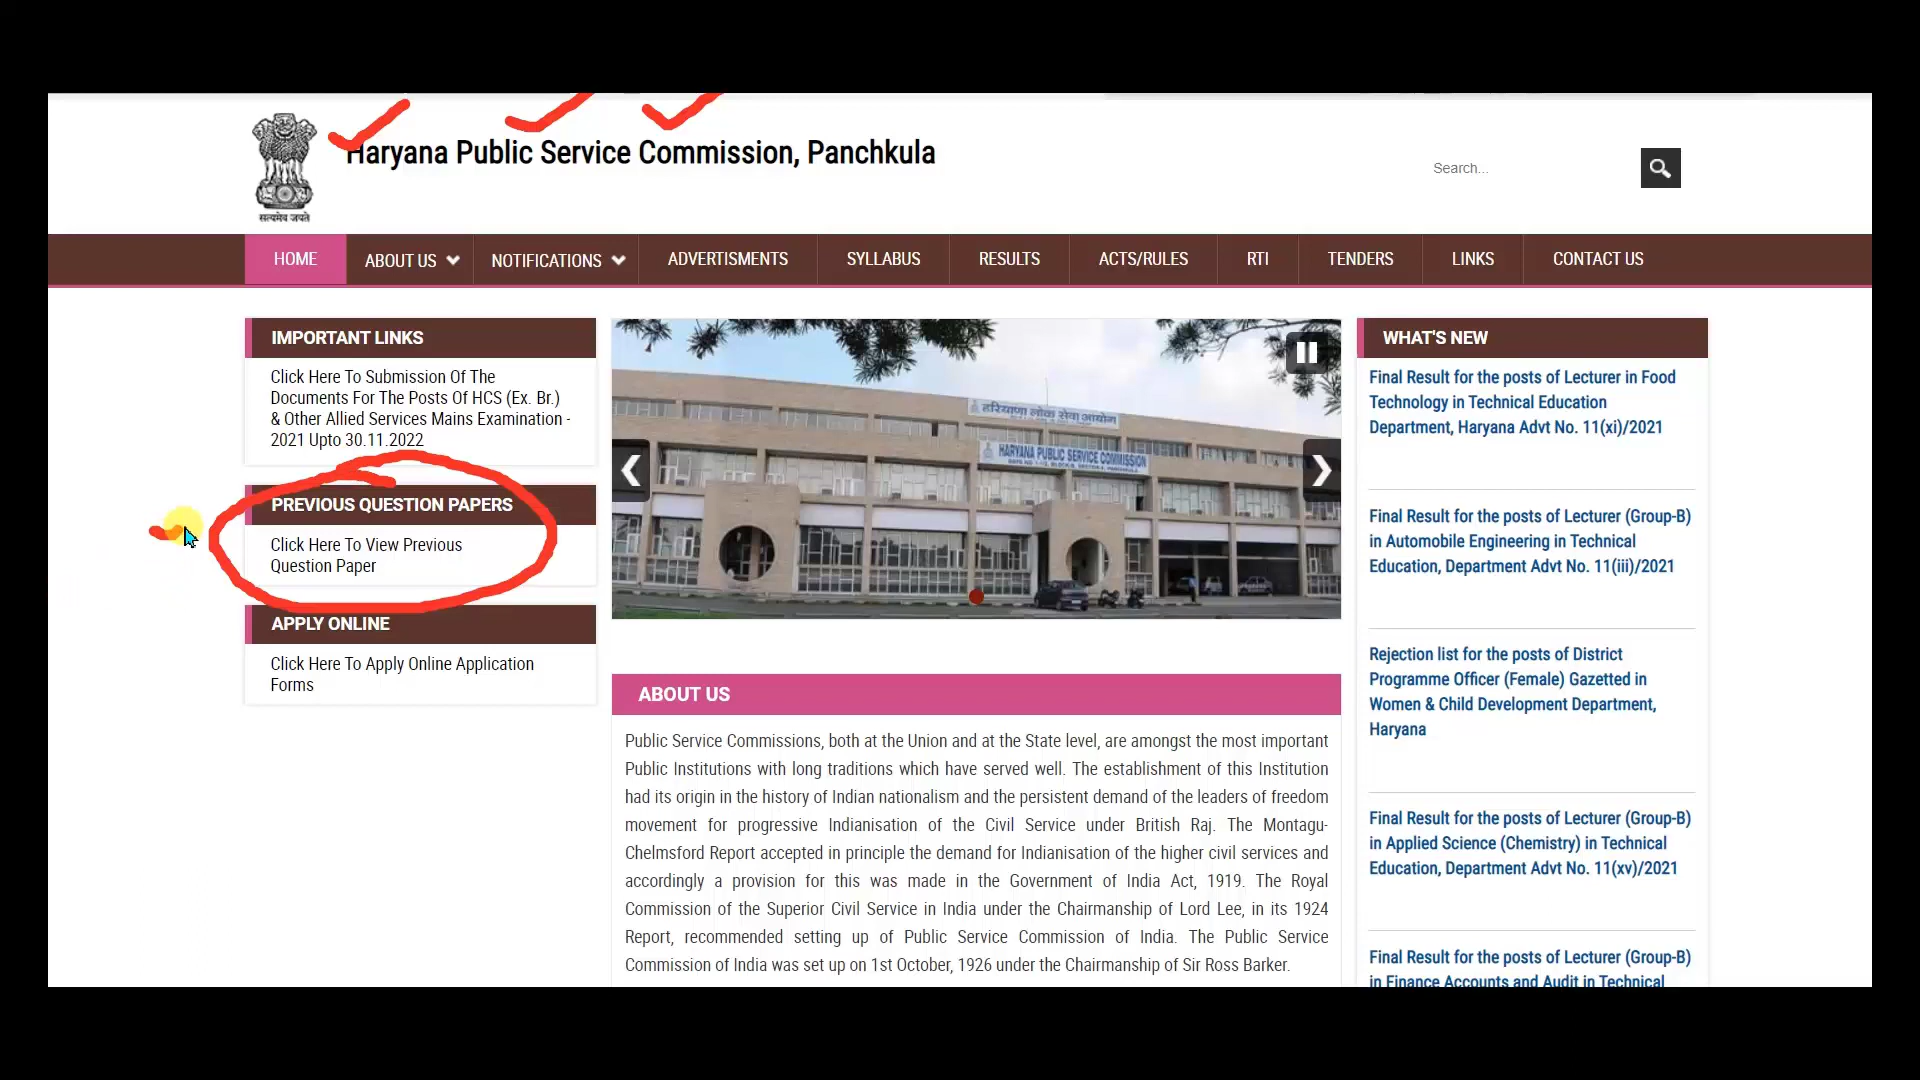 सत्यमेव जयते
Haryana Public Service Commission, Panchkula
Search...
HOME
ABOUT US
NOTIFICATIONS
ADVERTISMENTS
SYLLABUS
RESULTS
ACTS/RULES
RTI
TENDERS
LINKS
CONTACT US
IMPORTANT LINKS
Click Here To Submission Of The
Documents For The Posts Of HCS (Ex. Br.)
& Other Allied Services Mains Examination -
2021 Upto 30.11.2022
PREVIOUS QUESTION PAPERS
Click Here To View Previous
Question Paper
APPLY ONLINE
Click Here To Apply Online Application
Forms
हरियाणा लोक सेवा आयोग
HARYANA PUBLIC SERVICE COMMISSION
ABOUT US
Public Service Commissions, both at the Union and at the State level, are amongst the most important
Public Institutions with long traditions which have served well. The establishment of this Institution
had its origin in the history of Indian nationalism and the persistent demand of the leaders of freedom
movement for progressive Indianisation of the Civil Service under British Raj. The Montagu-
Chelmsford Report accepted in principle the demand for Indianisation of the higher civil services and
accordingly a provision for this was made in the Government of India Act, 1919. The Royal
Commission of the Superior Civil Service in India under the Chairmanship of Lord Lee, in its 1924
Report, recommended setting up of Public Service Commission of India. The Public Service
Commission of India was set up on 1st October, 1926 under the Chairmanship of Sir Ross Barker.
WHAT'S NEW
Final Result for the posts of Lecturer in Food
Technology in Technical Education
Department, Haryana Advt No. 11(xi)/2021
Final Result for the posts of Lecturer (Group-B)
in Automobile Engineering in Technical
Education, Department Advt No. 11(iii)/2021
Rejection list for the posts of District
Programme Officer (Female) Gazetted in
Women & Child Development Department,
Haryana
Final Result for the posts of Lecturer (Group-B)
in Applied Science (Chemistry) in Technical
Education, Department Advt No. 11(xv)/2021
Final Result for the posts of Lecturer (Group-B)
in Finance Accounts and Audit in Technical